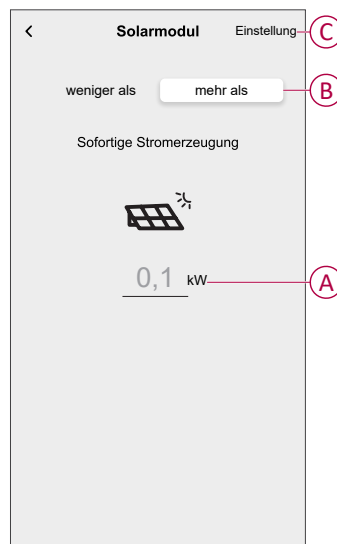 Solarmodul Einstellung C
weniger als mehr als B
Sofortige Stromerzeugung
0,1 kW A